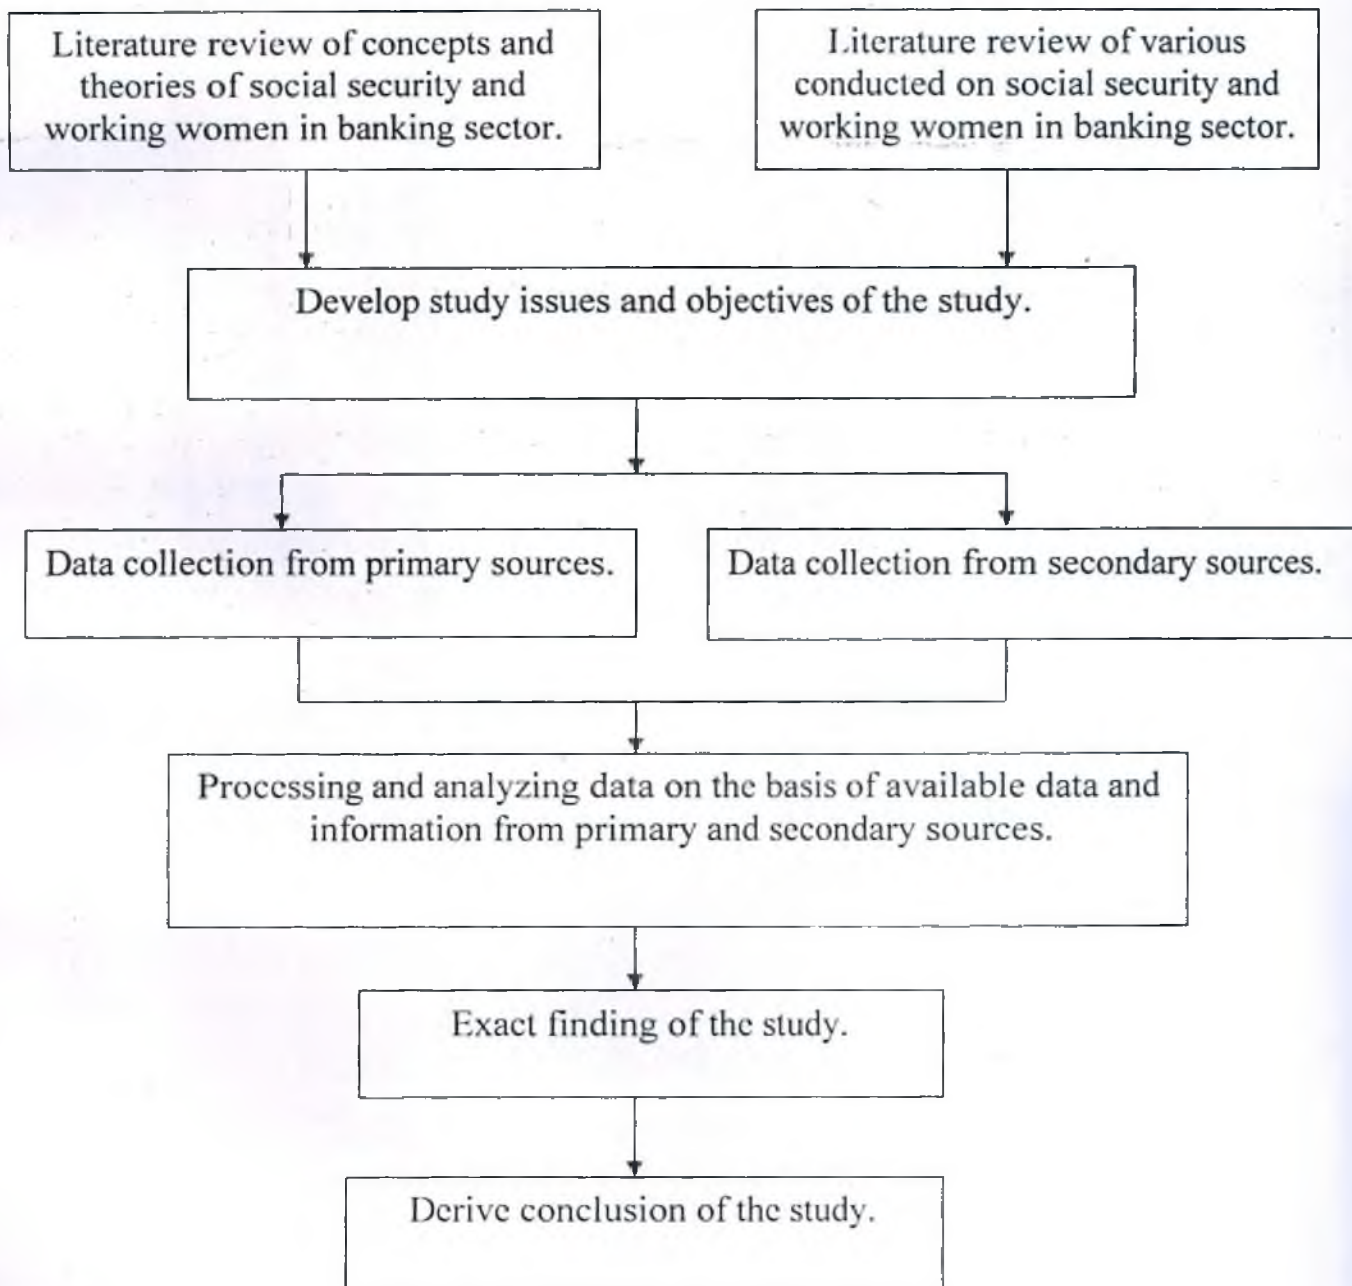 Literature review of concepts and
theories of social security and
working women in banking sector.
Literature review of various
conducted on social security and
working women in banking sector.
Develop study issues and objectives of the study.
Data collection from primary sources.
Data collection from secondary sources.
Processing and analyzing data on the basis of available data and
information from primary and secondary sources.
Exact finding of the study.
Derive conclusion of the study.